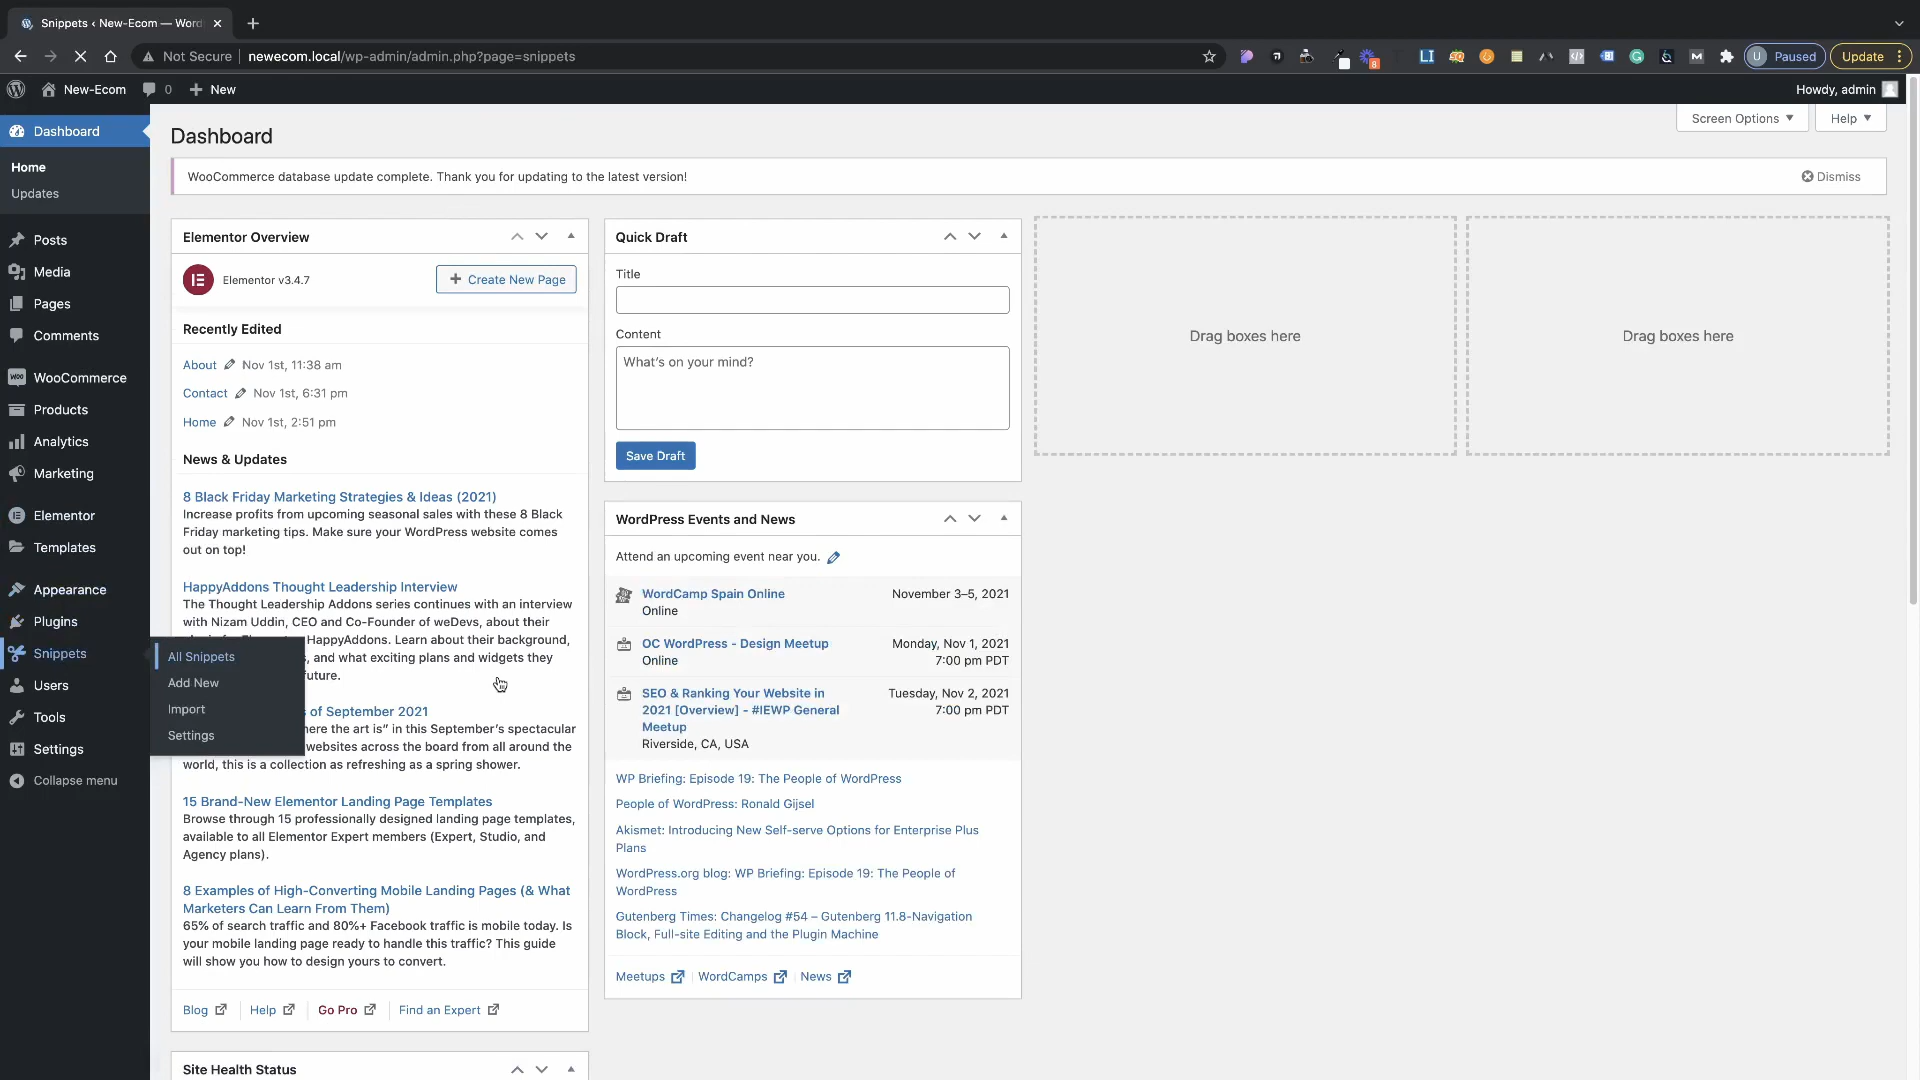 Snippets ‹ New-Ecom — Word
Not Secure
newecom.local/wp-admin/admin.php?page=snippets
8
LI
G
M
U
Paused
Update
New-Ecom
0
New
Howdy, admin
Dashboard
Home
Updates
Posts
Media
Pages
Comments
WooCommerce
Products
Analytics
Marketing
Elementor
Templates
Appearance
Plugins
Snippets
Users
Tools
Settings
Collapse menu
All Snippets
Add New
Import
Settings
Dashboard
Screen Options
Help
WooCommerce database update complete. Thank you for updating to the latest version!
Dismiss
Elementor Overview
Elementor v3.4.7
Create New Page
Recently Edited
About
Nov 1st, 11:38 am
Contact
Nov 1st, 6:31 pm
Home
Nov 1st, 2:51 pm
News & Updates
8 Black Friday Marketing Strategies & Ideas (2021)
Increase profits from upcoming seasonal sales with these 8 Black
Friday marketing tips. Make sure your WordPress website comes
out on top!
HappyAddons Thought Leadership Interview
The Thought Leadership Addons series continues with an interview
with Nizam Uddin, CEO and Co-Founder of weDevs, about their
HappyAddons. Learn about their background,
, and what exciting plans and widgets they
future.
s of September 2021
here the art is” in this September’s spectacular
websites across the board from all around the
world, this is a collection as refreshing as a spring shower.
15 Brand-New Elementor Landing Page Templates
Browse through 15 professionally designed landing page templates,
available to all Elementor Expert members (Expert, Studio, and
Agency plans).
8 Examples of High-Converting Mobile Landing Pages (& What
Marketers Can Learn From Them)
65% of search traffic and 80%+ Facebook traffic is mobile today. Is
your mobile landing page ready to handle this traffic? This guide
will show you how to design yours to convert.
Blog
Help
Go Pro
Find an Expert
Site Health Status
Quick Draft
Title
Content
What’s on your mind?
Save Draft
WordPress Events and News
Attend an upcoming event near you.
WordCamp Spain Online
November 3–5, 2021
Online
OC WordPress - Design Meetup
Monday, Nov 1, 2021
Online
7:00 pm PDT
SEO & Ranking Your Website in
Tuesday, Nov 2, 2021
2021 [Overview] - #IEWP General
7:00 pm PDT
Meetup
Riverside, CA, USA
WP Briefing: Episode 19: The People of WordPress
People of WordPress: Ronald Gijsel
Akismet: Introducing New Self-serve Options for Enterprise Plus
Plans
WordPress.org blog: WP Briefing: Episode 19: The People of
WordPress
Gutenberg Times: Changelog #54 – Gutenberg 11.8-Navigation
Block, Full-site Editing and the Plugin Machine
Meetups
WordCamps
News
Drag boxes here
Drag boxes here